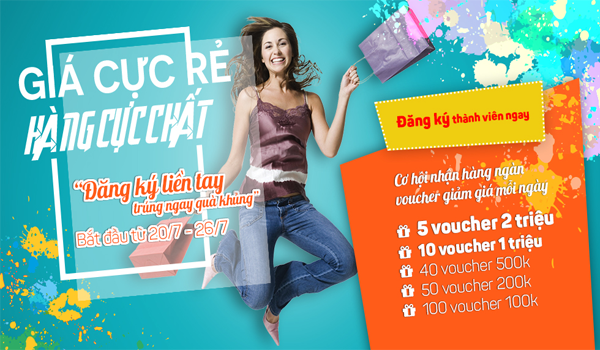 GIÁ CỰC RẺ
HÀNG CỰC CHẤT
“Đăng ký liền tay
trúng ngay quà khủng”
Bắt đầu từ 20/7 - 26/7
Đăng ký thành viên ngay
Cơ hội nhận hàng ngàn
voucher giảm giá mỗi ngày
5 voucher 2 triệu
10 voucher 1 triệu
40 voucher 500k
50 voucher 200k
100 voucher 100k